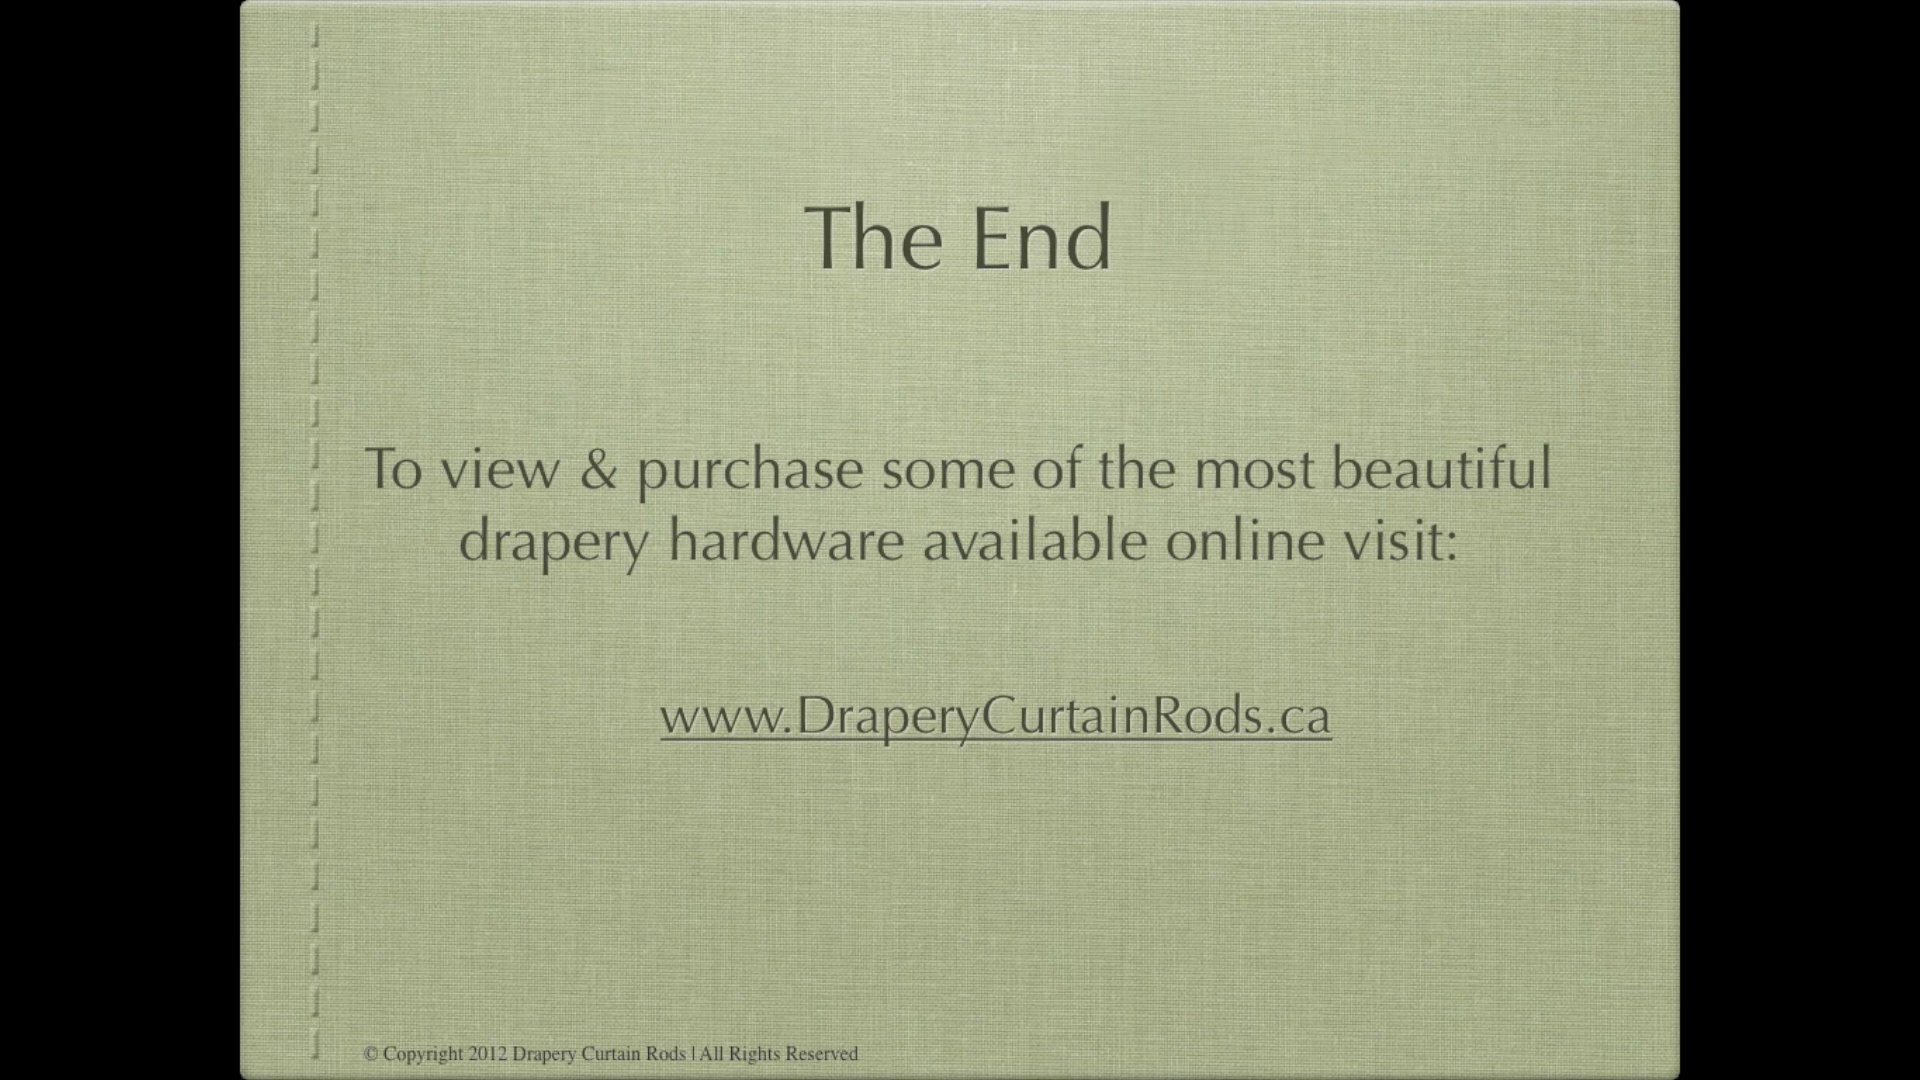 The End
To view & purchase some of the most beautiful
drapery hardware available online visit:
www.DraperyCurtainRods.ca
© Copyright 2012 Drapery Curtain Rods | All Rights Reserved